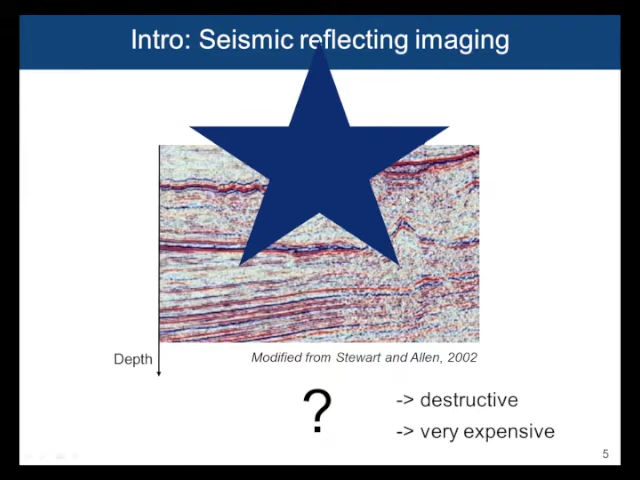 Intro: Seismic reflecting imaging
Depth
Modified from Stewart and Allen, 2002
?
-> destructive
-> very expensive
5